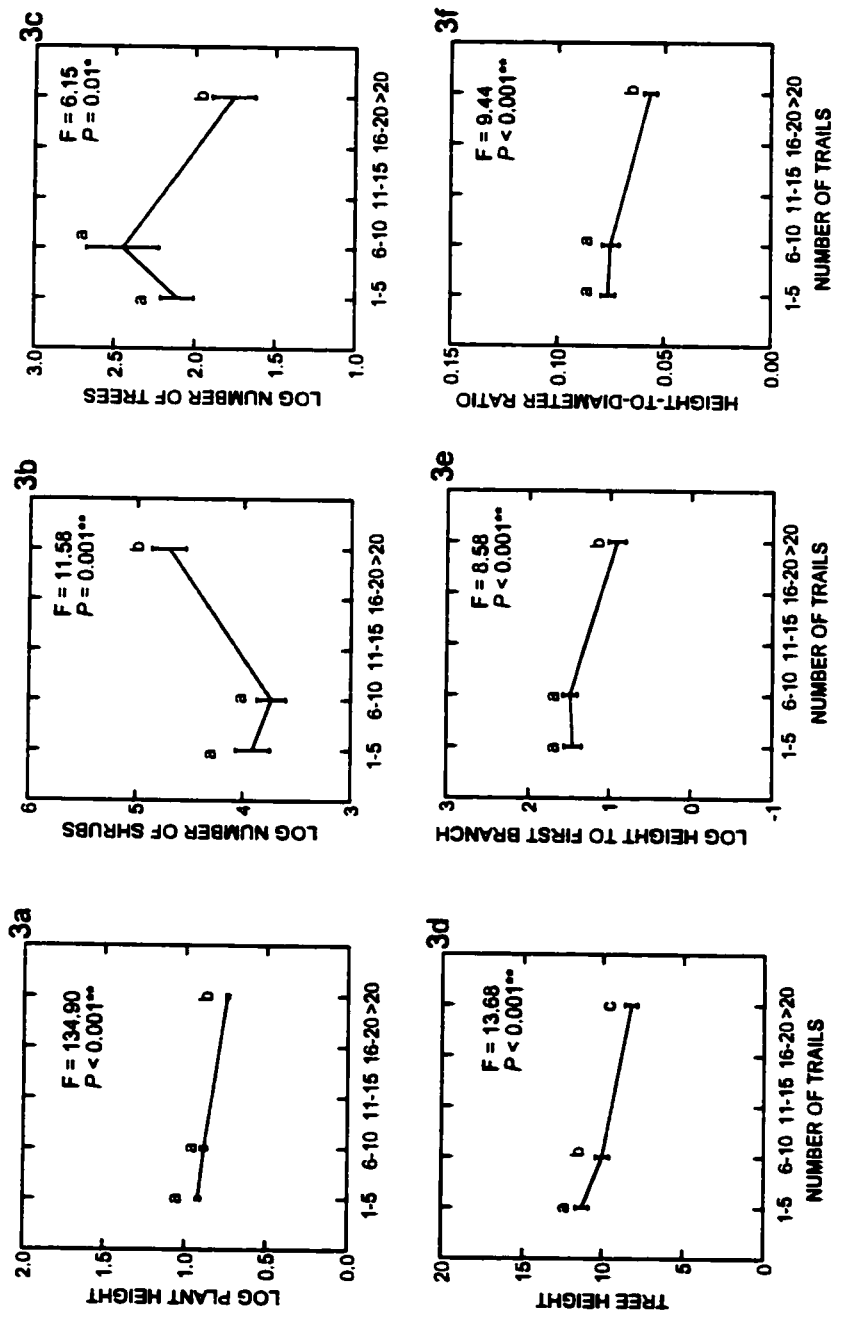 3a
F = 134.90
P < 0.001**
2.0
1.5
1.0
0.5
0.0
LOG PLANT HEIGHT
a
a
b
1-5 6-10 11-15 16-20 >20
3b
F = 11.58
P = 0.001**
6
5
4
3
LOG NUMBER OF SHRUBS
a
a
b
1-5 6-10 11-15 16-20 >20
3c
F = 6.15
P = 0.01*
3.0
2.5
2.0
1.5
1.0
LOG NUMBER OF TREES
a
a
b
1-5 6-10 11-15 16-20 >20
3d
F = 13.68
P < 0.001**
20
15
10
5
0
TREE HEIGHT
a
b
c
1-5 6-10 11-15 16-20 >20
NUMBER OF TRAILS
3e
F = 8.58
P < 0.001**
3
2
1
0
-1
LOG HEIGHT TO FIRST BRANCH
a
a
b
1-5 6-10 11-15 16-20 >20
NUMBER OF TRAILS
3f
F = 9.44
P < 0.001**
0.15
0.10
0.05
0.00
HEIGHT-TO-DIAMETER RATIO
a
a
b
1-5 6-10 11-15 16-20 >20
NUMBER OF TRAILS